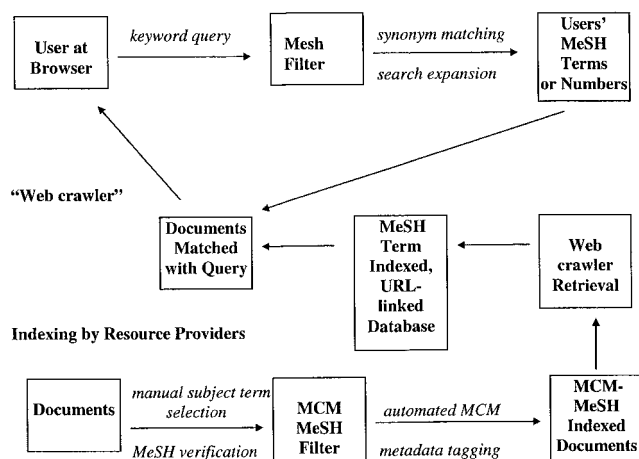 User at
Browser
keyword query
Mesh
Filter
synonym matching
search expansion
Users'
MeSH
Terms
or Numbers
"Web crawler"
Documents
Matched
with Query
MeSH
Term
Indexed,
URL-
linked
Database
Web
crawler
Retrieval
Indexing by Resource Providers
Documents
manual subject term
selection
MeSH verification
MCM
MeSH
Filter
automated MCM
metadata tagging
MCM-
MeSH
Indexed
Documents